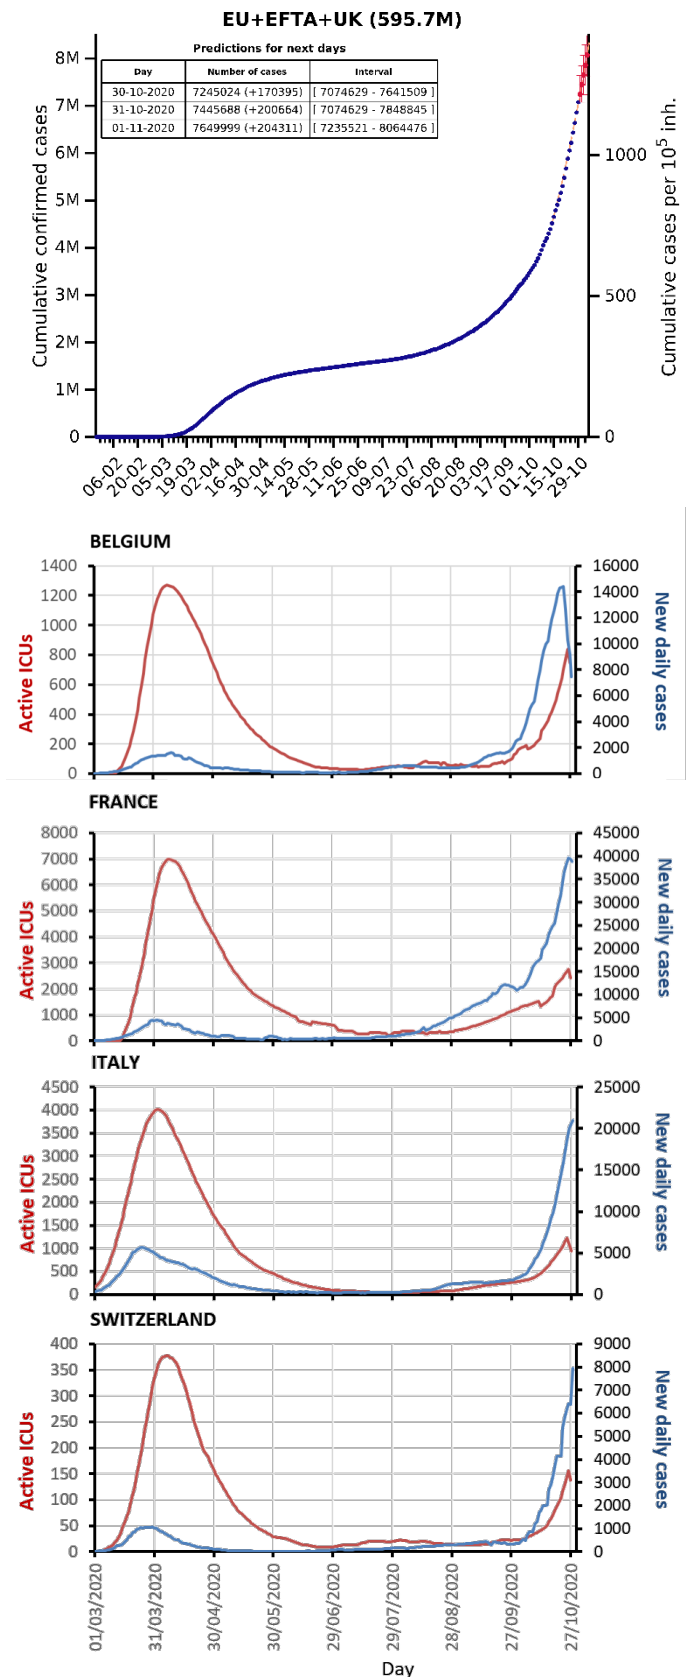 EU+EFTA+UK (595.7M)
Predictions for next days
Day Number of cases Interval
30-10-2020 7245024 (+170395) [ 7074629 - 7641509 ]
31-10-2020 7445688 (+200664) [ 7074629 - 7848845 ]
01-11-2020 7649999 (+204311) [ 7235521 - 8064476 ]
Cumulative confirmed cases
8M
7M
6M
5M
4M
3M
2M
1M
0
1000
500
0
Cumulative cases per 10⁵ inh.
06-02 20-02 05-03 19-03 02-04 16-04 30-04 14-05 28-05 11-06 25-06 09-07 23-07 06-08 20-08 03-09 17-09 01-10 15-10 29-10
BELGIUM
Active ICUs
1400
1200
1000
800
600
400
200
0
16000
14000
12000
10000
8000
6000
4000
2000
0
New daily cases
FRANCE
Active ICUs
8000
7000
6000
5000
4000
3000
2000
1000
0
45000
40000
35000
30000
25000
20000
15000
10000
5000
0
New daily cases
ITALY
Active ICUs
4500
4000
3500
3000
2500
2000
1500
1000
500
0
25000
20000
15000
10000
5000
0
New daily cases
SWITZERLAND
Active ICUs
400
350
300
250
200
150
100
50
0
9000
8000
7000
6000
5000
4000
3000
2000
1000
0
New daily cases
01/03/2020 31/03/2020 30/04/2020 30/05/2020 29/06/2020 29/07/2020 28/08/2020 27/09/2020 27/10/2020
Day